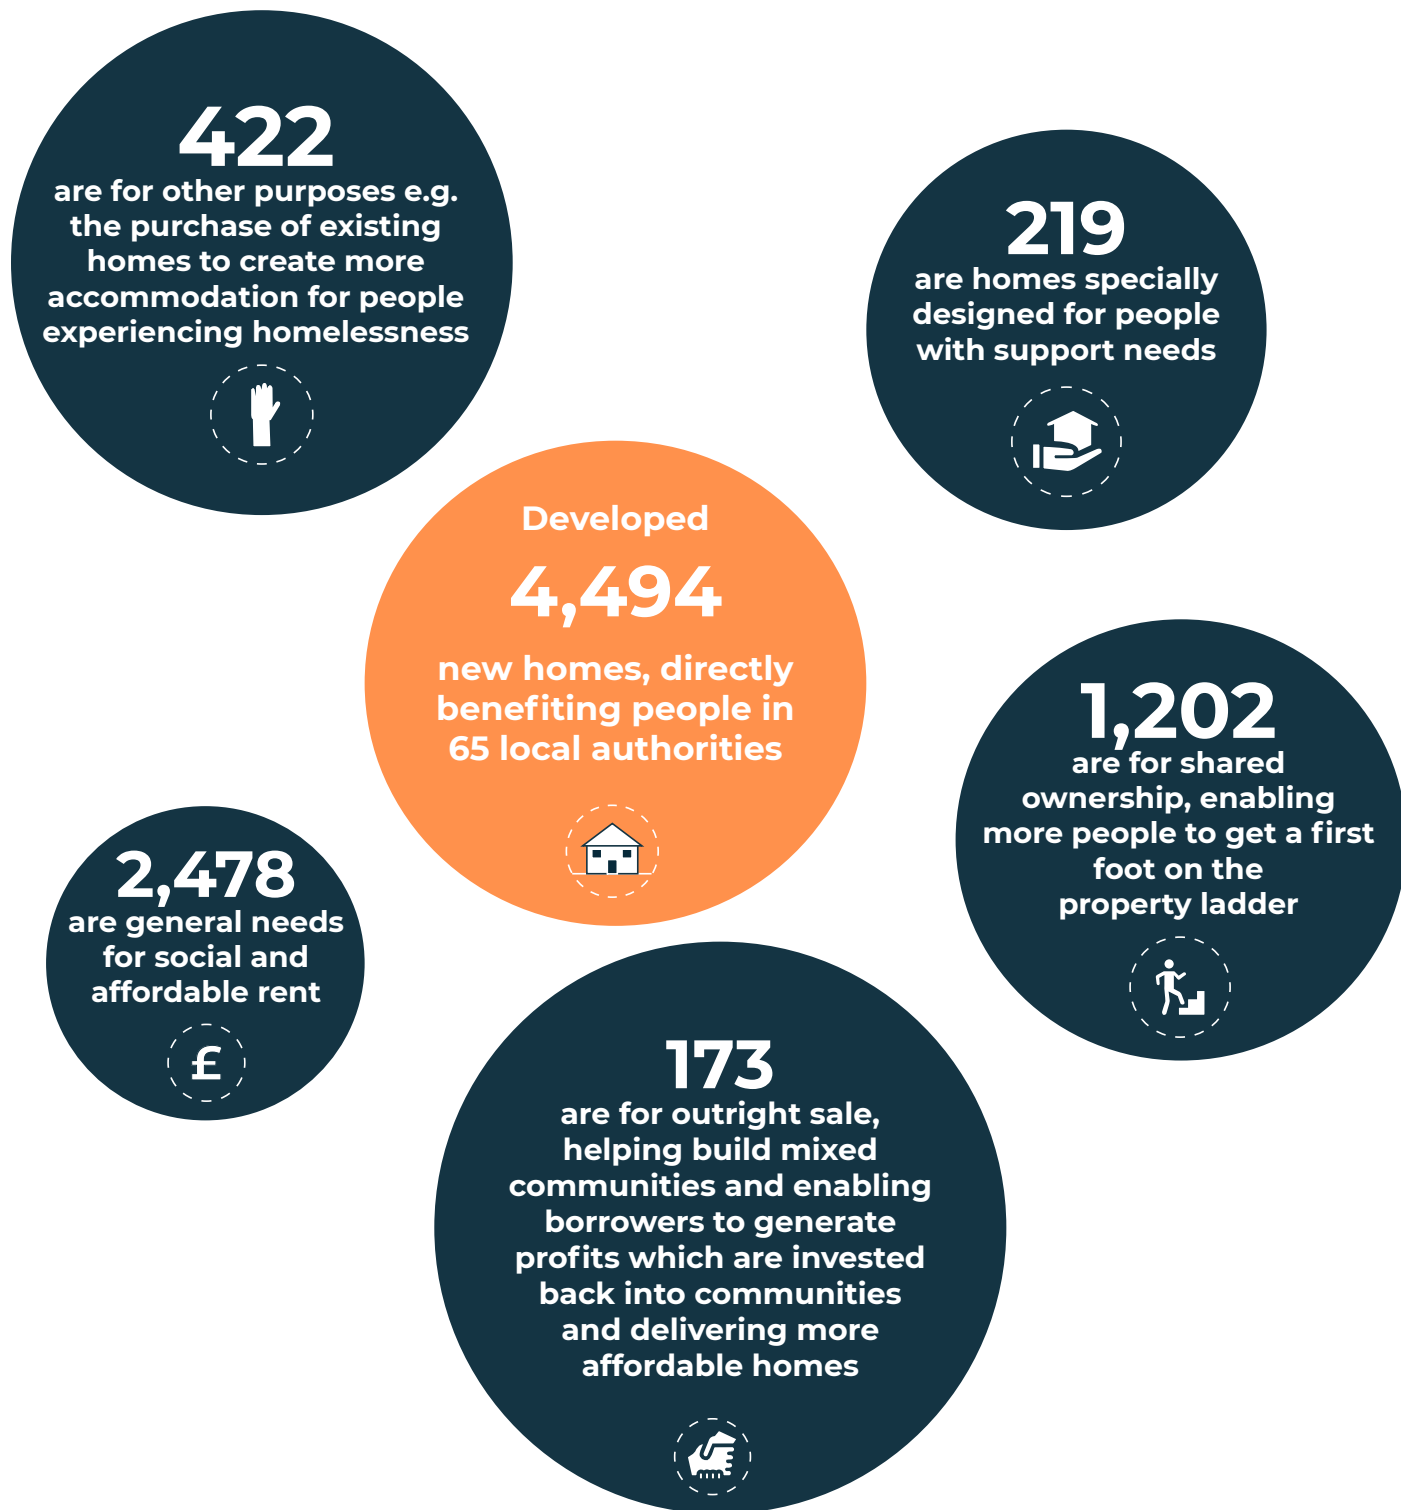 422
are for other purposes e.g.
the purchase of existing
homes to create more
accommodation for people
experiencing homelessness
219
are homes specially
designed for people
with support needs
Developed
4,494
new homes, directly
benefiting people in
65 local authorities
1,202
are for shared
ownership, enabling
more people to get a first
foot on the
property ladder
2,478
are general needs
for social and
affordable rent
£
173
are for outright sale,
helping build mixed
communities and enabling
borrowers to generate
profits which are invested
back into communities
and delivering more
affordable homes